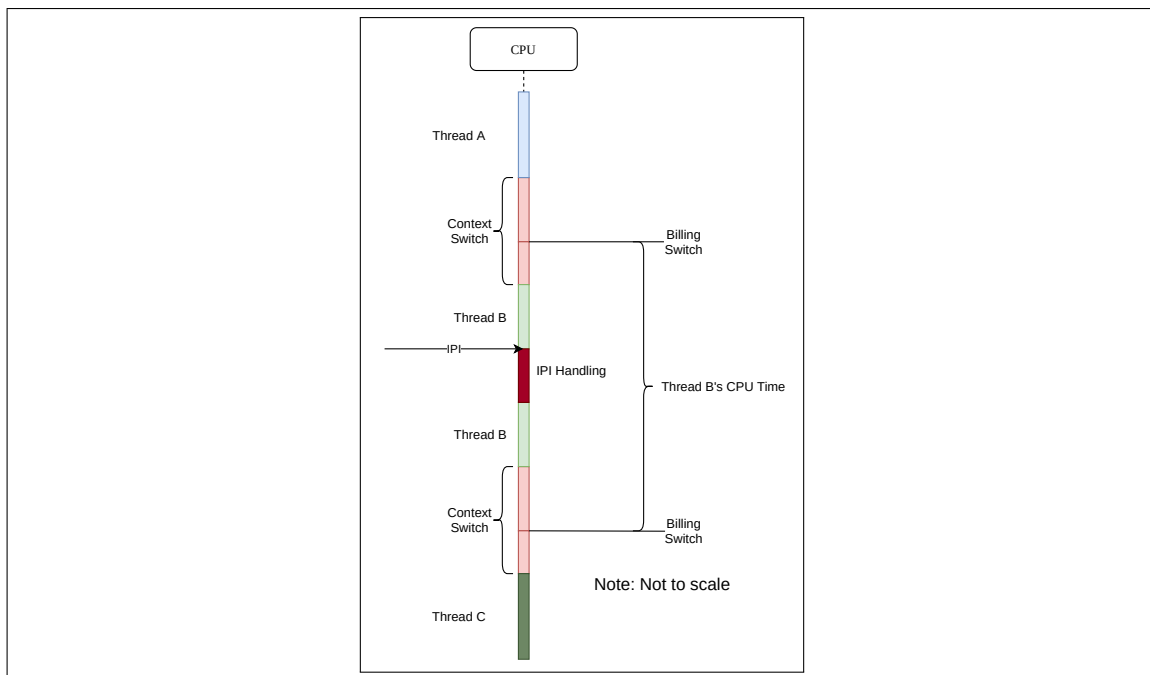 CPU
Thread A
Context
Switch
Billing
Switch
Thread B
IPI
IPI Handling
Thread B's CPU Time
Thread B
Context
Switch
Billing
Switch
Note: Not to scale
Thread C